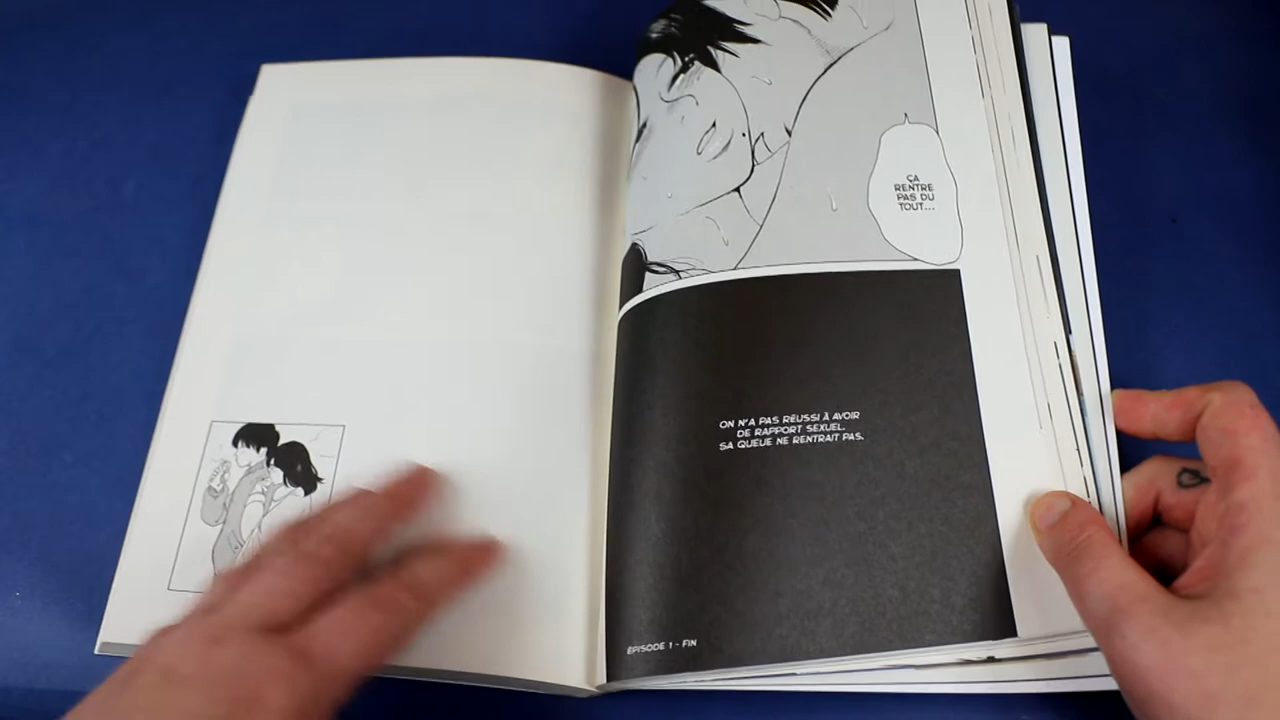 ÇA
RENTRE
PAS DU
TOUT...
ON N'A PAS RÉUSSI À AVOIR
DE RAPPORT SEXUEL.
SA QUEUE NE RENTRAIT PAS.
ÉPISODE 1 - FIN